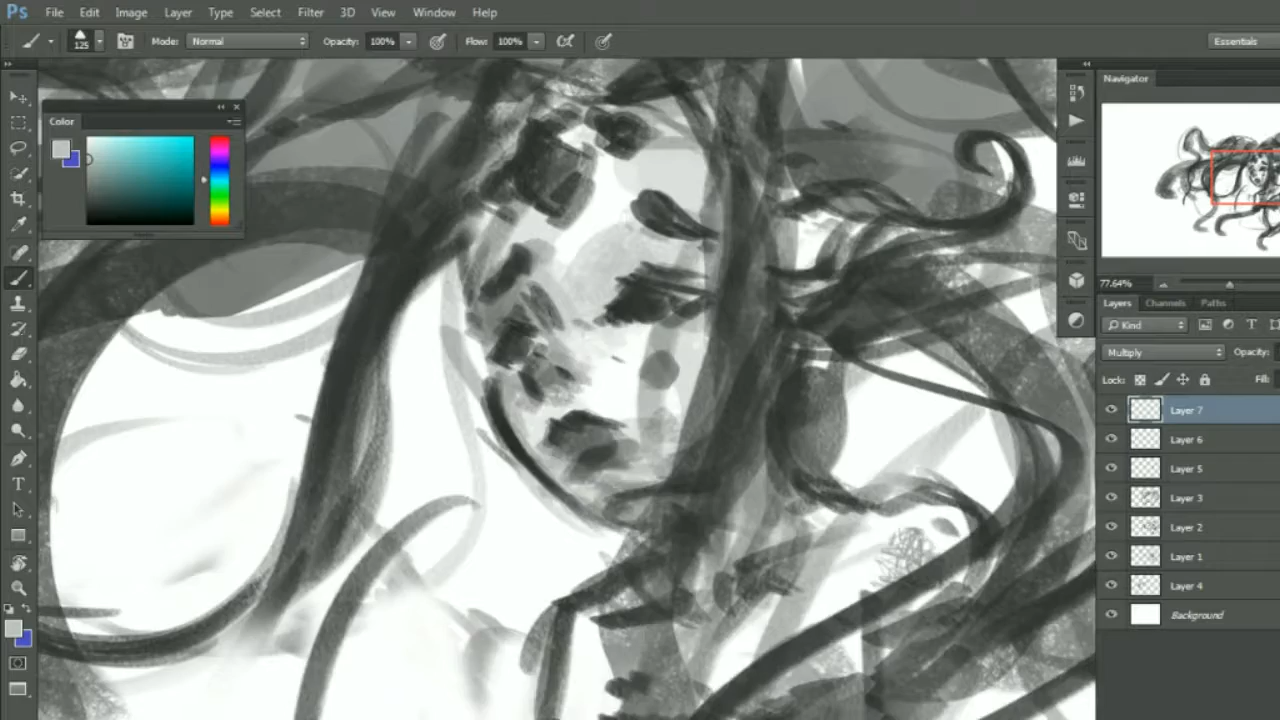 Ps File Edit Image Layer Type Select Filter 3D View Window Help
125 Mode: Normal Opacity: 100% Flow: 100% Essentials
Color
Navigator
77.64%
Layers Channels Paths
Kind T
Multiply Opacity:
Lock: Fill:
Layer 7
Layer 6
Layer 5
Layer 3
Layer 2
Layer 1
Layer 4
Background
T